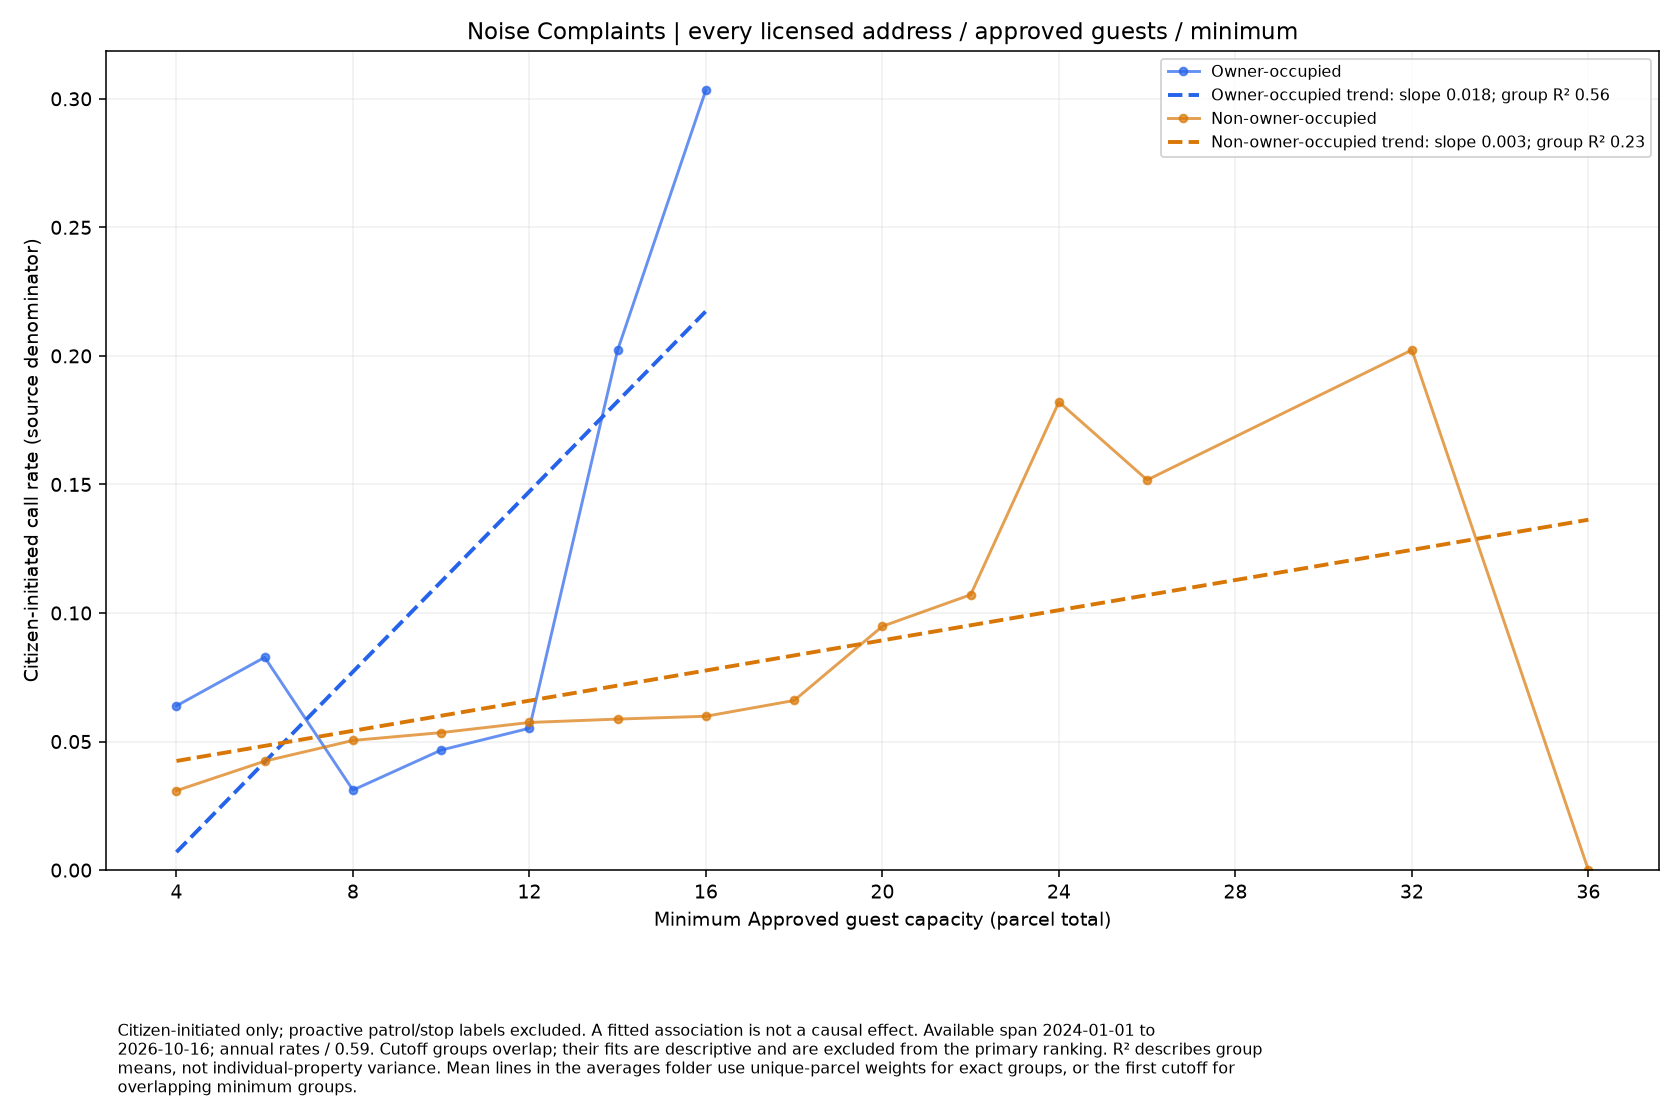 Noise Complaints | every licensed address / approved guests / minimum
Owner-occupied
Owner-occupied trend: slope 0.018; group R² 0.56
Non-owner-occupied
Non-owner-occupied trend: slope 0.003; group R² 0.23
Citizen-initiated call rate (source denominator)
0.30
0.25
0.20
0.15
0.10
0.05
0.00
4 8 12 16 20 24 28 32 36
Minimum Approved guest capacity (parcel total)
Citizen-initiated only; proactive patrol/stop labels excluded. A fitted association is not a causal effect. Available span 2024-01-01 to
2026-10-16; annual rates / 0.59. Cutoff groups overlap; their fits are descriptive and are excluded from the primary ranking. R² describes group
means, not individual-property variance. Mean lines in the averages folder use unique-parcel weights for exact groups, or the first cutoff for
overlapping minimum groups.